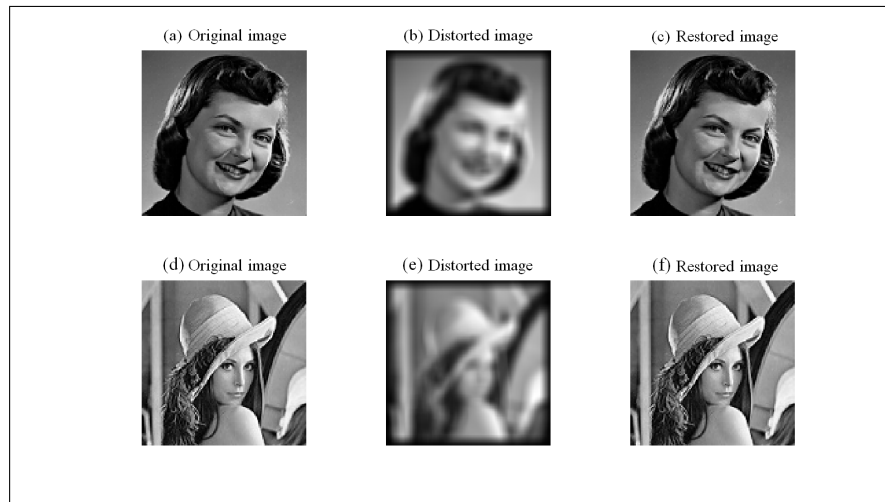 (a) Original image
(b) Distorted image
(c) Restored image
(d) Original image
(e) Distorted image
(f) Restored image